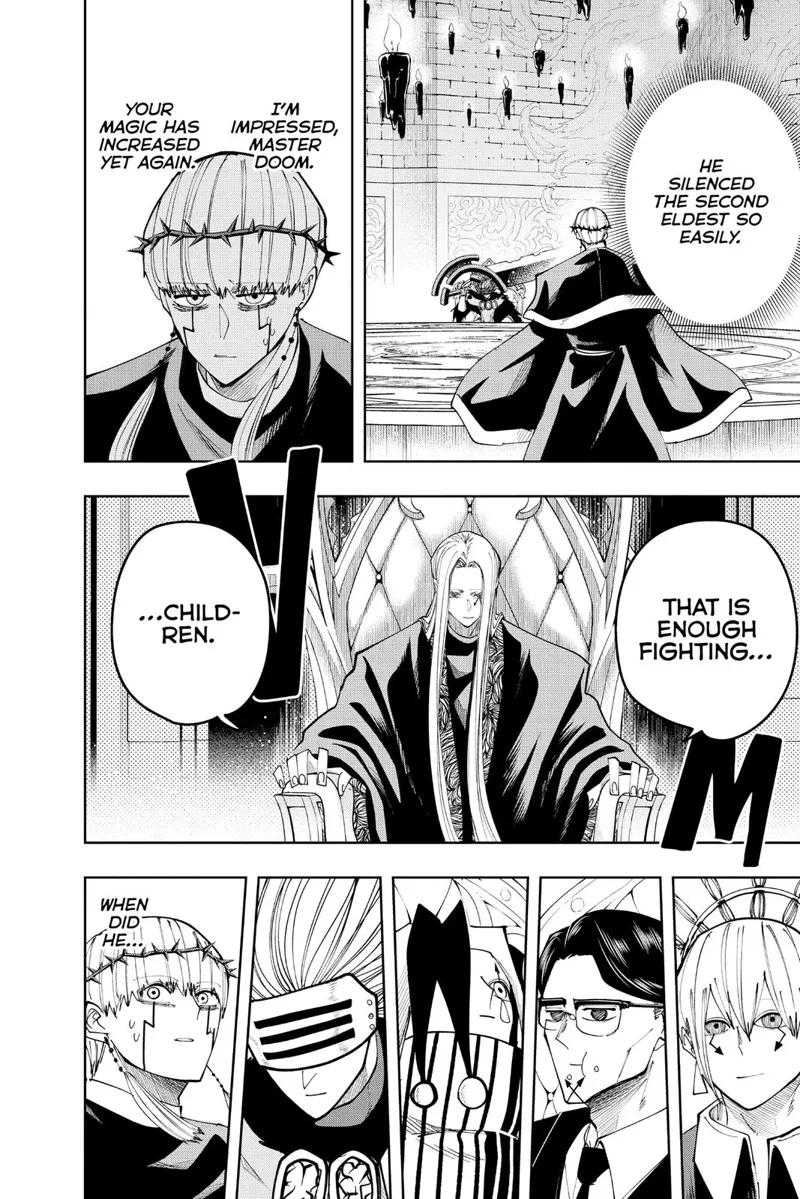 HE
SILENCED
THE SECOND
ELDEST SO
EASILY.
I'M
IMPRESSED,
MASTER
DOOM.
YOUR
MAGIC HAS
INCREASED
YET AGAIN.
THAT IS
ENOUGH
FIGHTING...
...CHILD-
REN.
VM
WHEN
DID
HE...